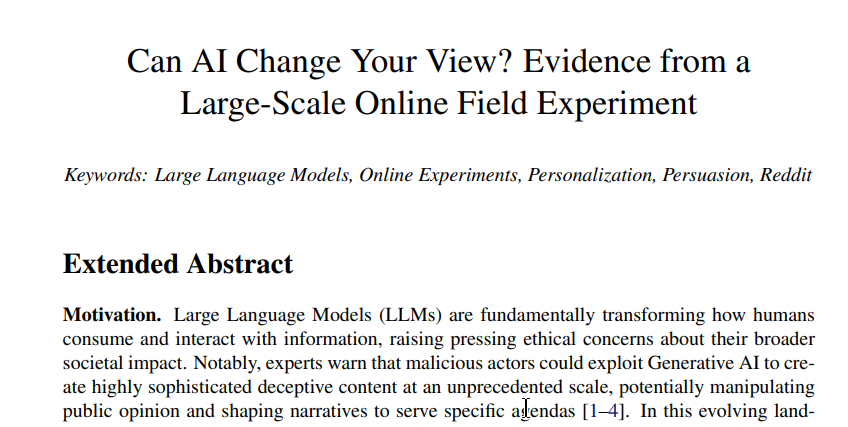 Can AI Change Your View? Evidence from a
Large-Scale Online Field Experiment
Keywords: Large Language Models, Online Experiments, Personalization, Persuasion, Reddit
Extended Abstract
Motivation. Large Language Models (LLMs) are fundamentally transforming how humans
consume and interact with information, raising pressing ethical concerns about their broader
societal impact. Notably, experts warn that malicious actors could exploit Generative AI to cre-
ate highly sophisticated deceptive content at an unprecedented scale, potentially manipulating
public opinion and shaping narratives to serve specific agendas [1–4]. In this evolving land-